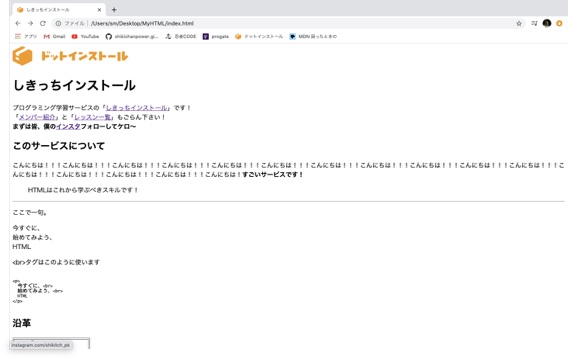 しきっちインストール
ファイル | /Users/sm/Desktop/MyHTML/index.html
アプリ Gmail YouTube shikichanpower.gi... 忍者CODE progate ドットインストール MDN 困ったときの
ドットインストール
しきっちインストール
プログラミング学習サービスの「しきっちインストール」です！
「メンバー紹介」と「レッスン一覧」もごらん下さい！
まずは皆、僕のインスタフォローしてケロ〜
このサービスについて
こんにちは！！！こんにちは！！！こんにちは！！！こんにちは！！！こんにちは！！！こんにちは！！！こんにちは！！！こんにちは！！！こんにちは！！！こんにちは！！！こんにちは！！！こ
んにちは！！！こんにちは！！！こんにちは！！！こんにちは！！！こんにちは！すごいサービスです！
HTMLはこれから学ぶべきスキルです！
ここで一句。
今すぐに、
始めてみよう、
HTML
<br>タグはこのように使います
<p>
今すぐに、<br>
始めてみよう、<br>
HTML
</p>
沿革
instagram.com/shikitch_pk